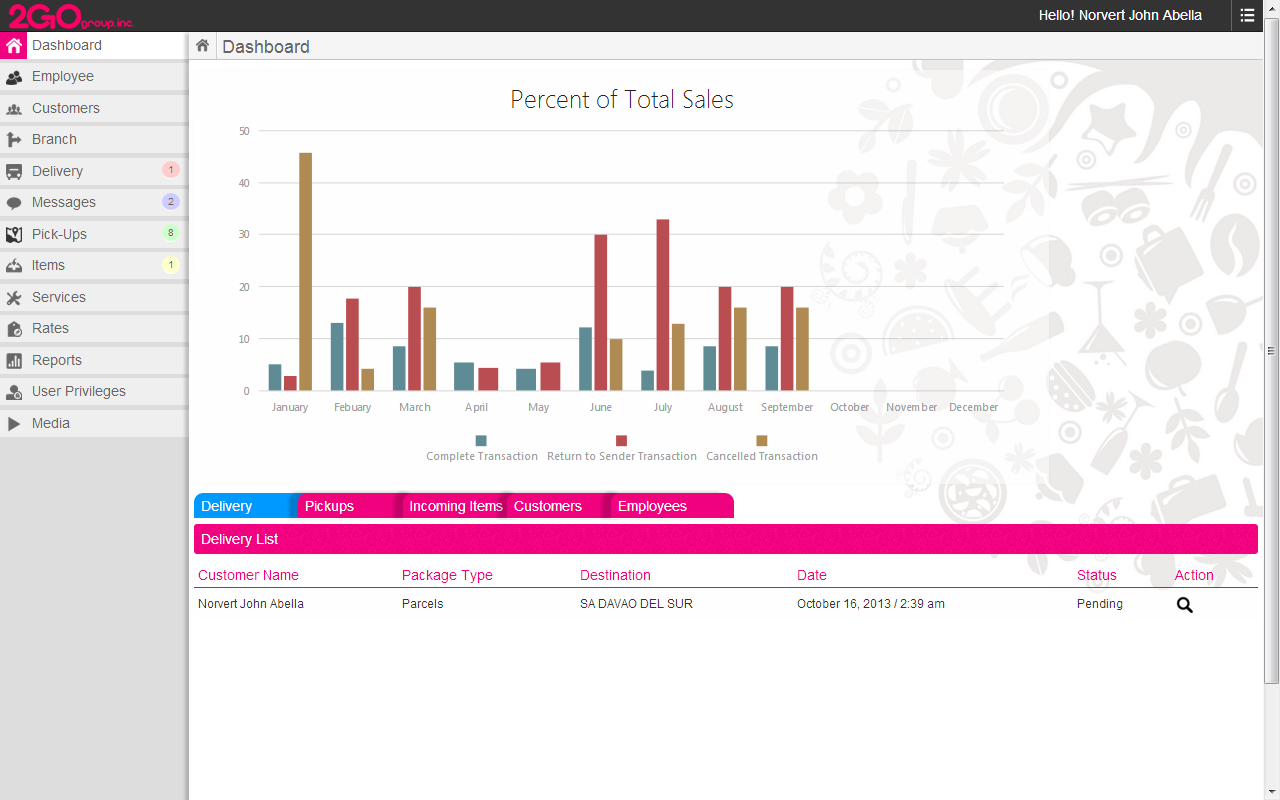 2GO group, inc.
Hello! Norvert John Abella
Dashboard
Employee
Customers
Branch
Delivery 1
Messages 2
Pick-Ups 8
Items 1
Services
Rates
Reports
User Privileges
Media
Dashboard
Percent of Total Sales
50
40
30
20
10
0
January Febuary March April May June July August September October November December
Complete Transaction Return to Sender Transaction Cancelled Transaction
Delivery Pickups Incoming Items Customers Employees
Delivery List
Customer Name Package Type Destination Date Status Action
Norvert John Abella Parcels SA DAVAO DEL SUR October 16, 2013 / 2:39 am Pending